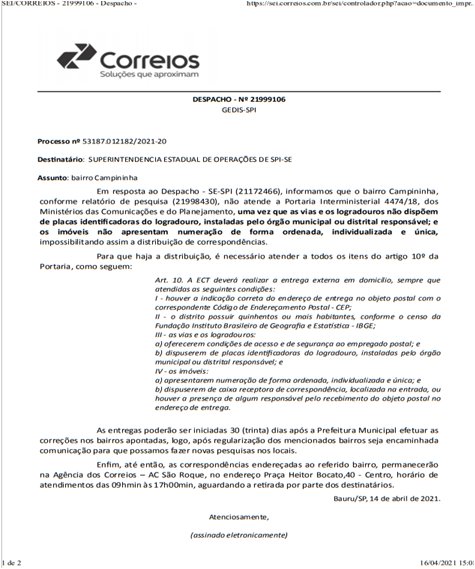 SEI/CORREIOS - 21999106 - Despacho -
https://sei.correios.com.br/sei/controlador.php?acao=documento_impr...
Correios
Soluções que aproximam
DESPACHO - Nº 21999106
GEDIS-SPI
Processo nº 53187.012182/2021-20
Destinatário: SUPERINTENDENCIA ESTADUAL DE OPERAÇÕES DE SPI-SE
Assunto: bairro Campininha
Em resposta ao Despacho - SE-SPI (21172466), informamos que o bairro Campininha,
conforme relatório de pesquisa (21998430), não atende a Portaria Interministerial 4474/18, dos
Ministérios das Comunicações e do Planejamento, uma vez que as vias e os logradouros não dispõem
de placas identificadoras do logradouro, instaladas pelo órgão municipal ou distrital responsável; e
os imóveis não apresentam numeração de forma ordenada, individualizada e única,
impossibilitando assim a distribuição de correspondências.
Para que haja a distribuição, é necessário atender a todos os itens do artigo 10º da
Portaria, como seguem:
Art. 10. A ECT deverá realizar a entrega externa em domicílio, sempre que
atendidas as seguintes condições:
I - houver a indicação correta do endereço de entrega no objeto postal com o
correspondente Código de Endereçamento Postal - CEP;
II - o distrito possuir quinhentos ou mais habitantes, conforme o censo da
Fundação Instituto Brasileiro de Geografia e Estatística - IBGE;
III - as vias e os logradouros:
a) oferecerem condições de acesso e de segurança ao empregado postal; e
b) dispuserem de placas identificadoras do logradouro, instaladas pelo órgão
municipal ou distrital responsável; e
IV - os imóveis:
a) apresentarem numeração de forma ordenada, individualizada e única; e
b) dispuserem de caixa receptora de correspondência, localizada na entrada, ou
houver a presença de algum responsável pelo recebimento do objeto postal no
endereço de entrega.
As entregas poderão ser iniciadas 30 (trinta) dias após a Prefeitura Municipal efetuar as
correções nos bairros apontadas, logo, após regularização dos mencionados bairros seja encaminhada
comunicação para que possamos fazer novas pesquisas nos locais.
Enfim, até então, as correspondências endereçadas ao referido bairro, permanecerão
na Agência dos Correios – AC São Roque, no endereço Praça Heitor Bocato,40 - Centro, horário de
atendimentos das 09hmin às 17h00min, aguardando a retirada por parte dos destinatários.
Bauru/SP, 14 de abril de 2021.
Atenciosamente,
(assinado eletronicamente)
1 de 2
16/04/2021 15:0